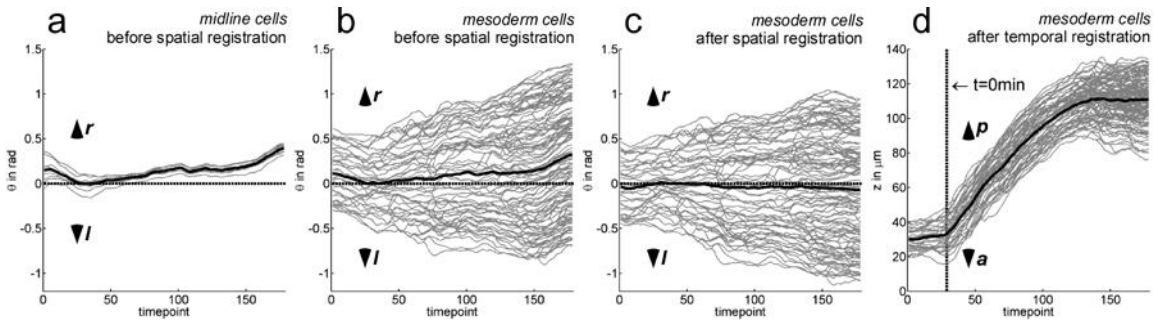 a
midline cells
before spatial registration
1.5
1
0.5
0
-0.5
-1
θ in rad
r
l
0 50 100 150
timepoint
b
mesoderm cells
before spatial registration
1.5
1
0.5
0
-0.5
-1
θ in rad
r
l
0 50 100 150
timepoint
c
mesoderm cells
after spatial registration
1.5
1
0.5
0
-0.5
-1
θ in rad
r
l
0 50 100 150
timepoint
d
mesoderm cells
after temporal registration
140
120
100
80
60
40
20
0
z in μm
← t=0min
p
a
0 50 100 150
timepoint